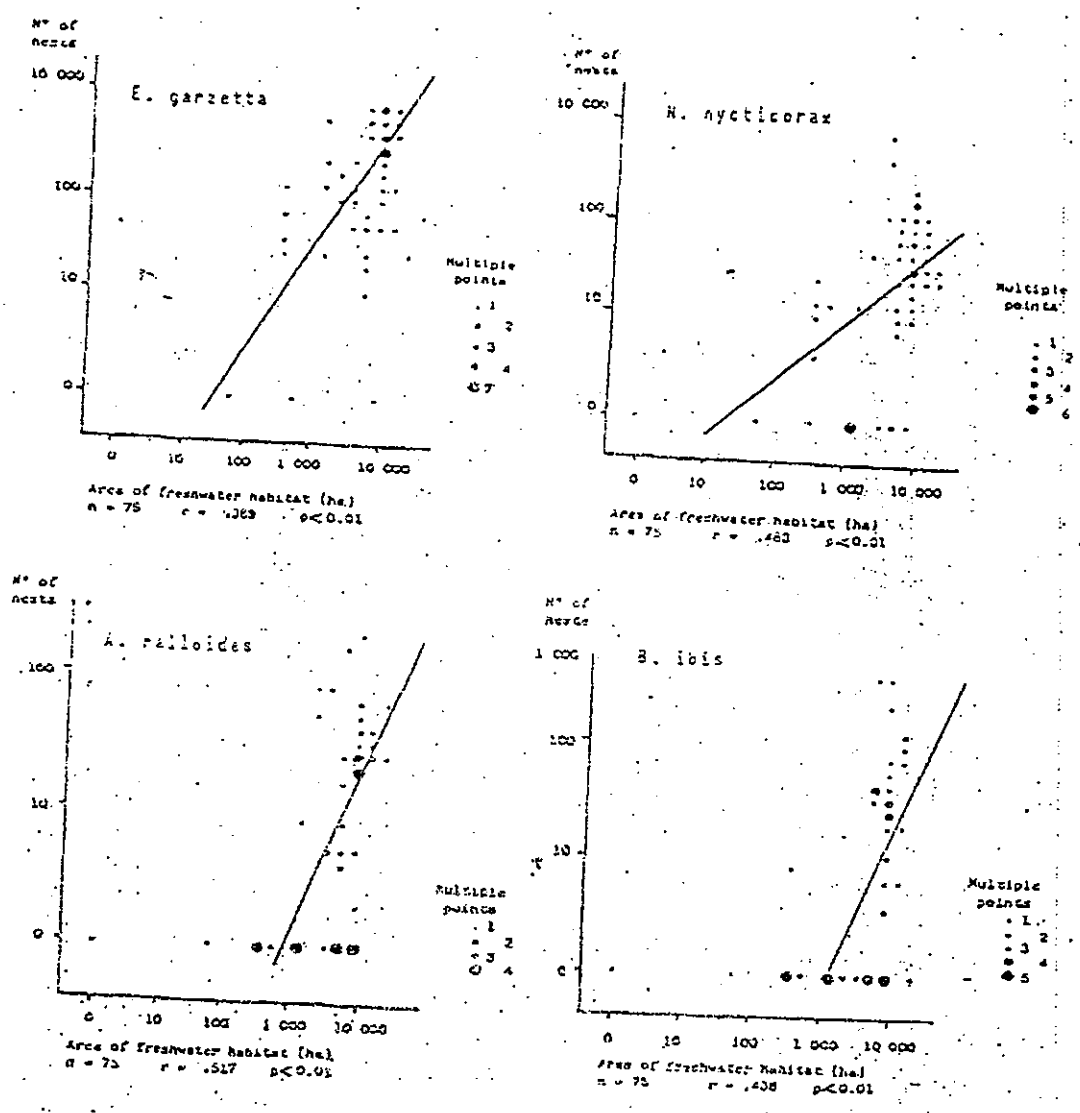 N° of
nests
10 000
E. garzetta
100
10
0
Multiple
points
1
2
3
4
7
0 10 100 1 000 10 000
Area of freshwater habitat (ha)
n = 75 r = p<0.01
N° of
nests
10 000
N. nycticorax
100
10
0
Multiple
points
1
2
3
4
5
6
0 10 100 1 000 10 000
Area of freshwater habitat (ha)
n = 75 r = p<0.01
N° of
nests
A. ralloides
100
10
0
Multiple
points
1
2
3
4
0 10 100 1 000 10 000
Area of freshwater habitat (ha)
n = 75 r = .517 p<0.01
N° of
nests
1 000
B. ibis
100
10
0
Multiple
points
1
2
3
4
5
0 10 100 1 000 10 000
Area of freshwater habitat (ha)
n = 75 r = p<0.01